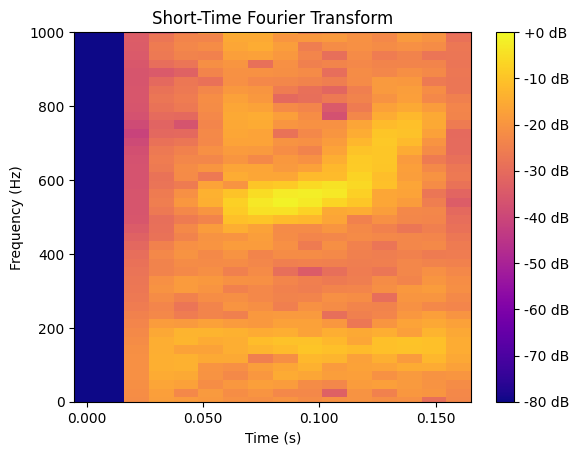 Short-Time Fourier Transform
1000
800
600
400
200
0
Frequency (Hz)
0.000
0.050
0.100
0.150
Time (s)
+0 dB
-10 dB
-20 dB
-30 dB
-40 dB
-50 dB
-60 dB
-70 dB
-80 dB